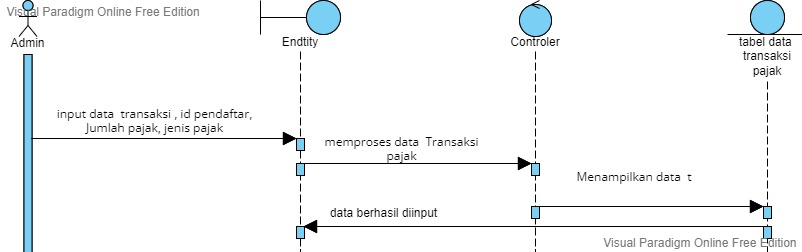 Visual Paradigm Online Free Edition
Admin
Endtity
Controler
tabel data
transaksi
pajak
input data transaksi , id pendaftar,
Jumlah pajak, jenis pajak
memproses data Transaksi
pajak
Menampilkan data t
data berhasil diinput
Visual Paradigm Online Free Edition